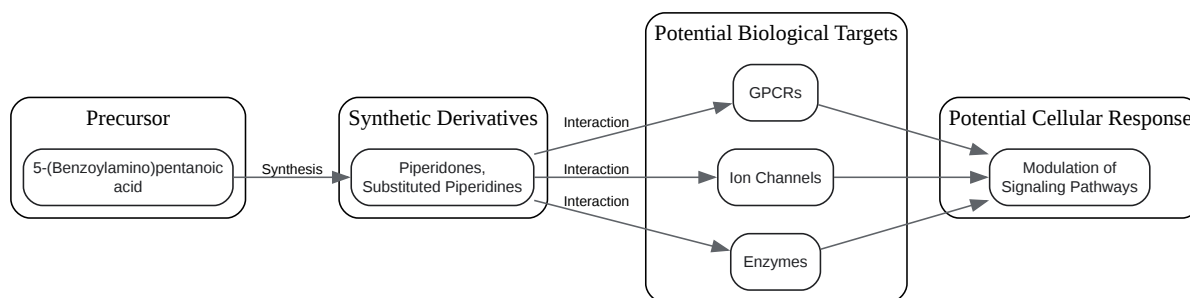 Precursor
5-(Benzoylamino)pentanoic
acid
Synthesis
Synthetic Derivatives
Piperidones,
Substituted Piperidines
Interaction
Interaction
Interaction
Potential Biological Targets
GPCRs
Ion Channels
Enzymes
Potential Cellular Response
Modulation of
Signaling Pathways